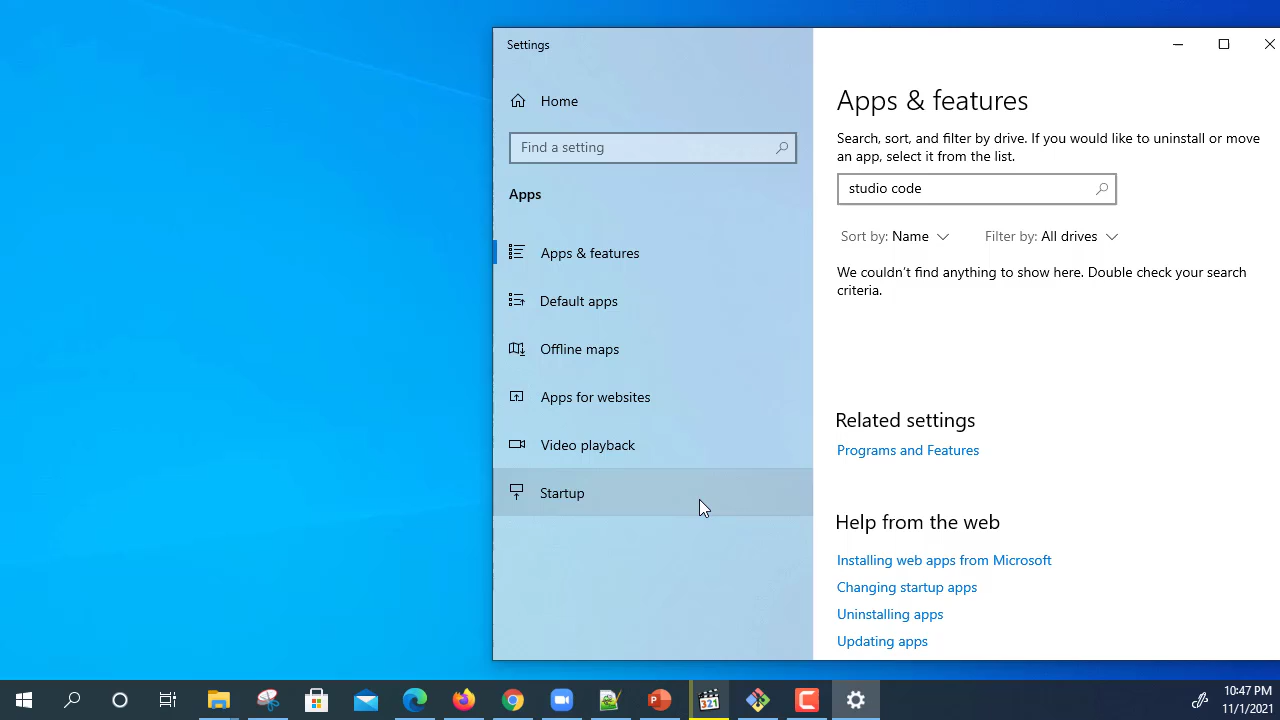 Settings
Home
Find a setting
Apps
Apps & features
Default apps
Offline maps
Apps for websites
Video playback
Startup
Apps & features
Search, sort, and filter by drive. If you would like to uninstall or move
an app, select it from the list.
studio code
Sort by: Name
Filter by: All drives
We couldn't find anything to show here. Double check your search
criteria.
Related settings
Programs and Features
Help from the web
Installing web apps from Microsoft
Changing startup apps
Uninstalling apps
Updating apps
321
10:47 PM
11/1/2021